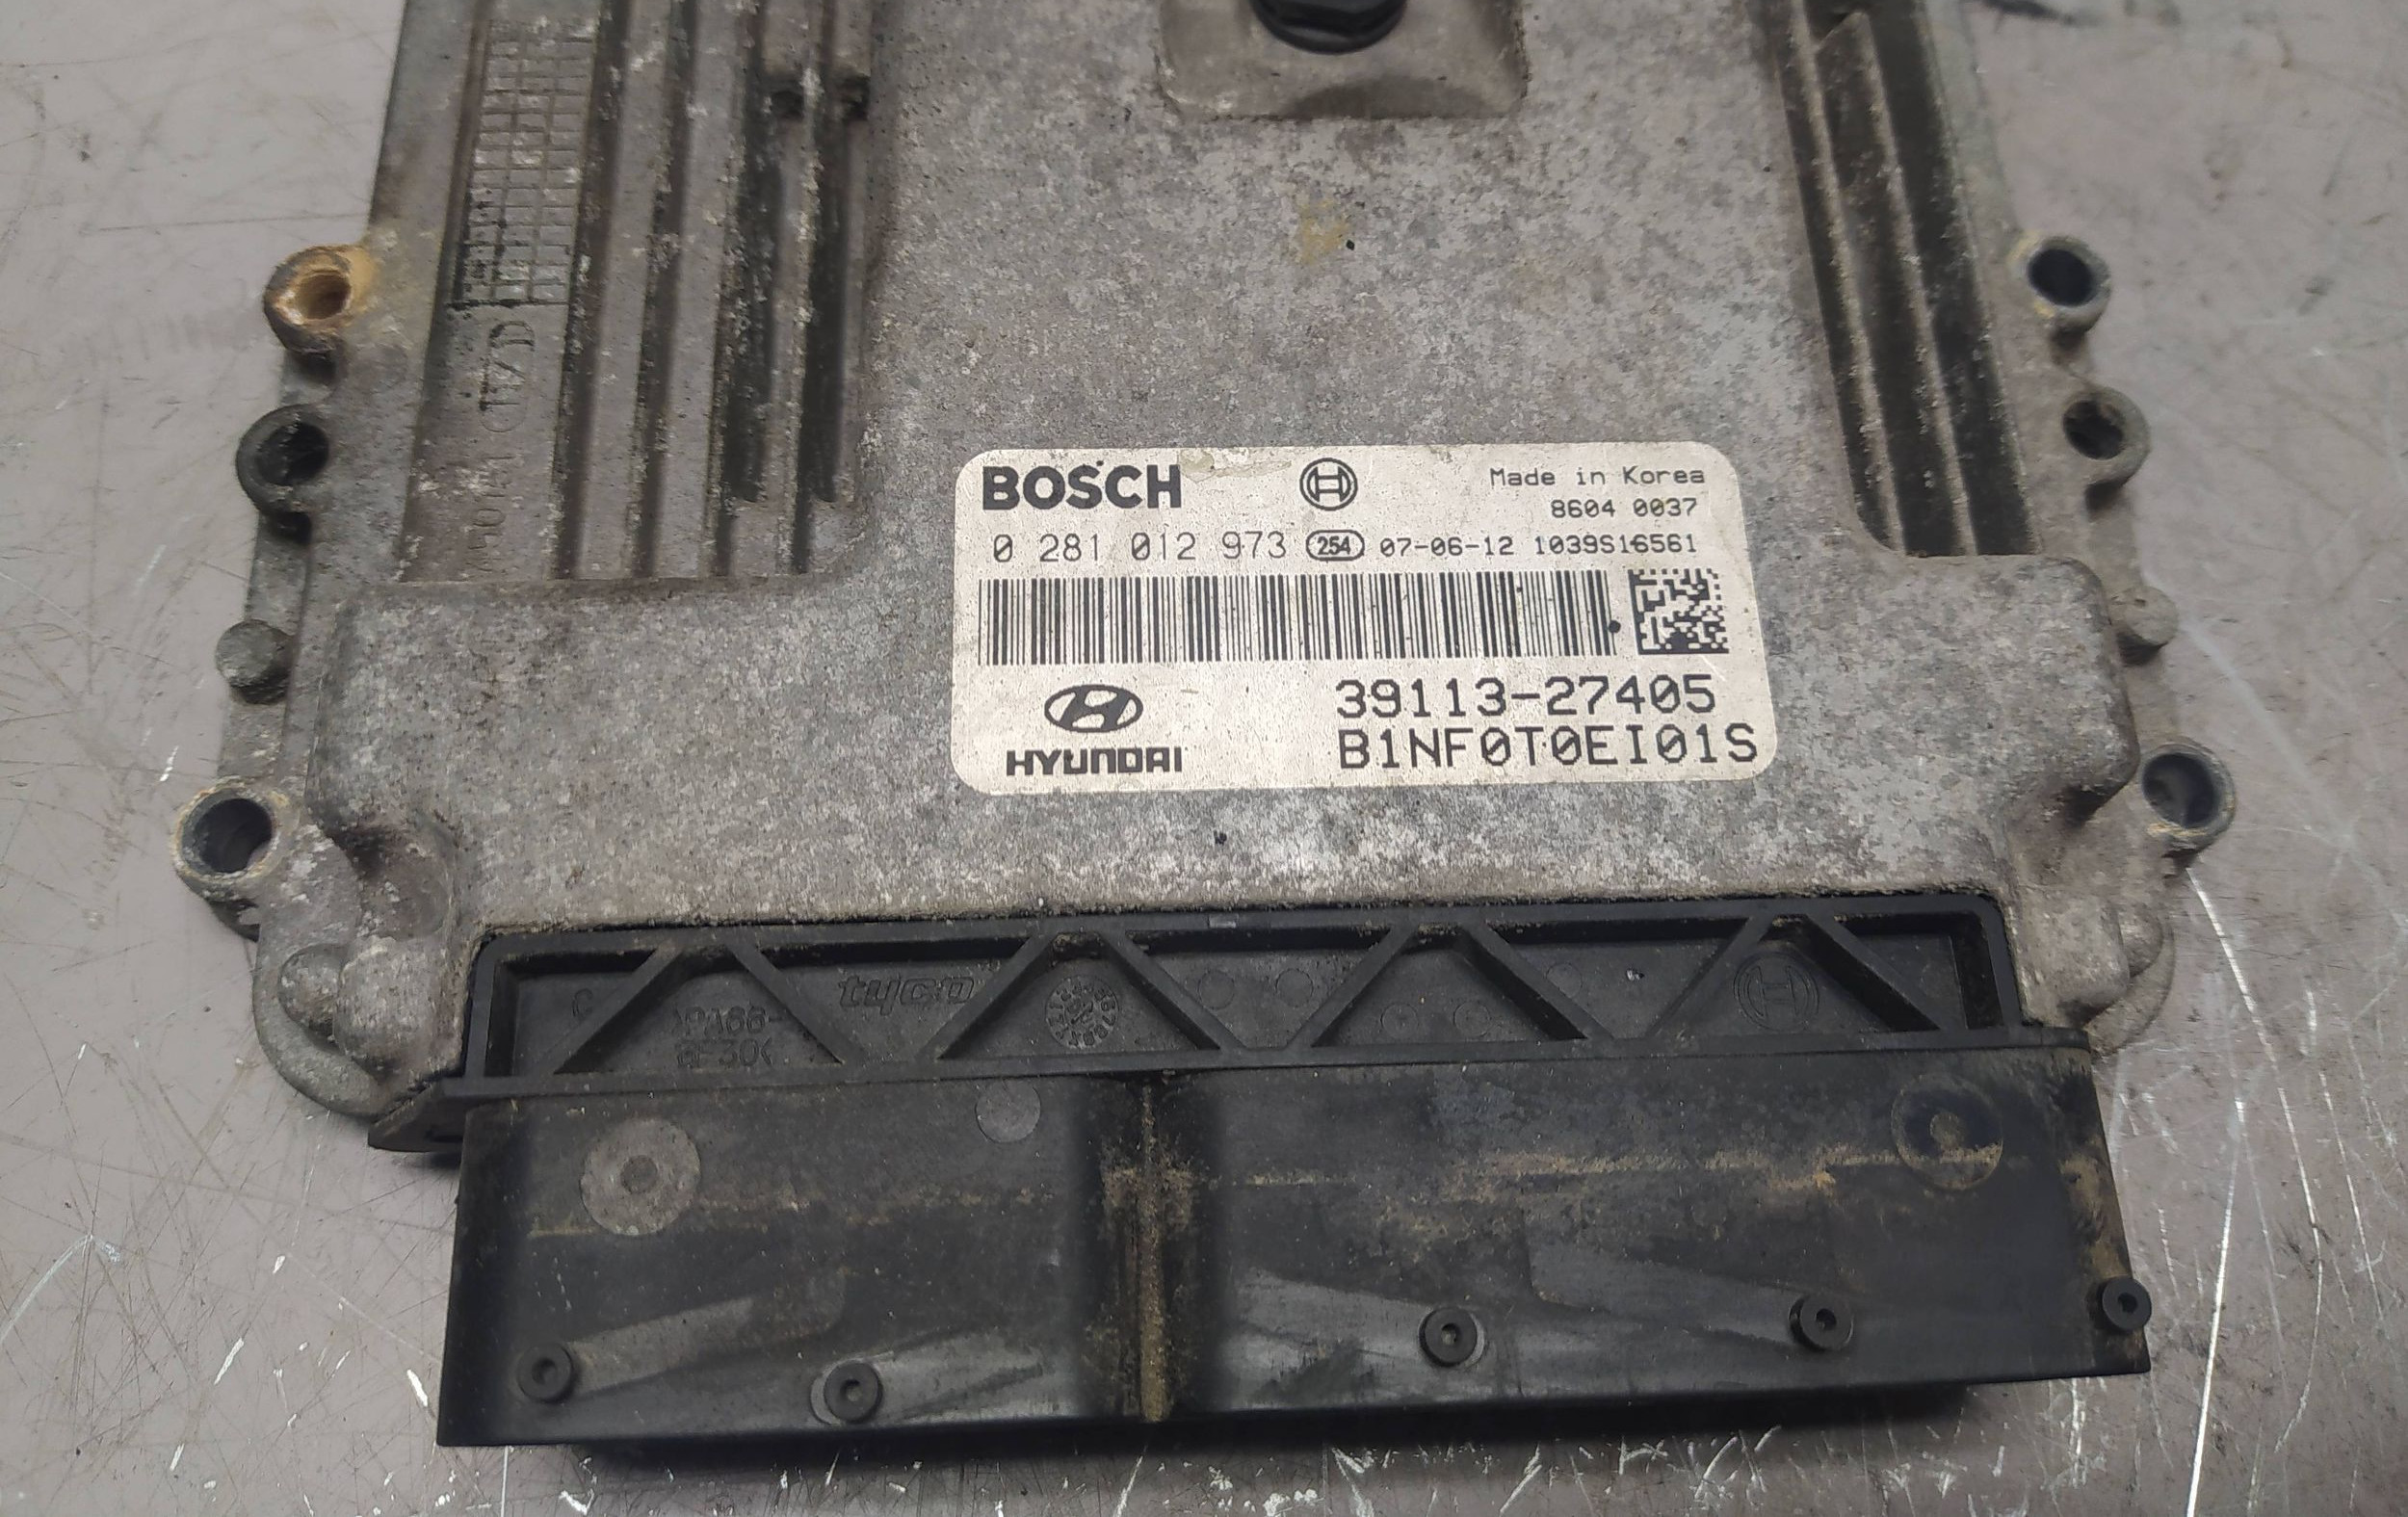 BOSCH
Made in Korea
8604 0037
0 281 012 973 254 07-06-12 1039S16561
39113-27405
HYUNDAI
B1NF0T0EI01S
tyco